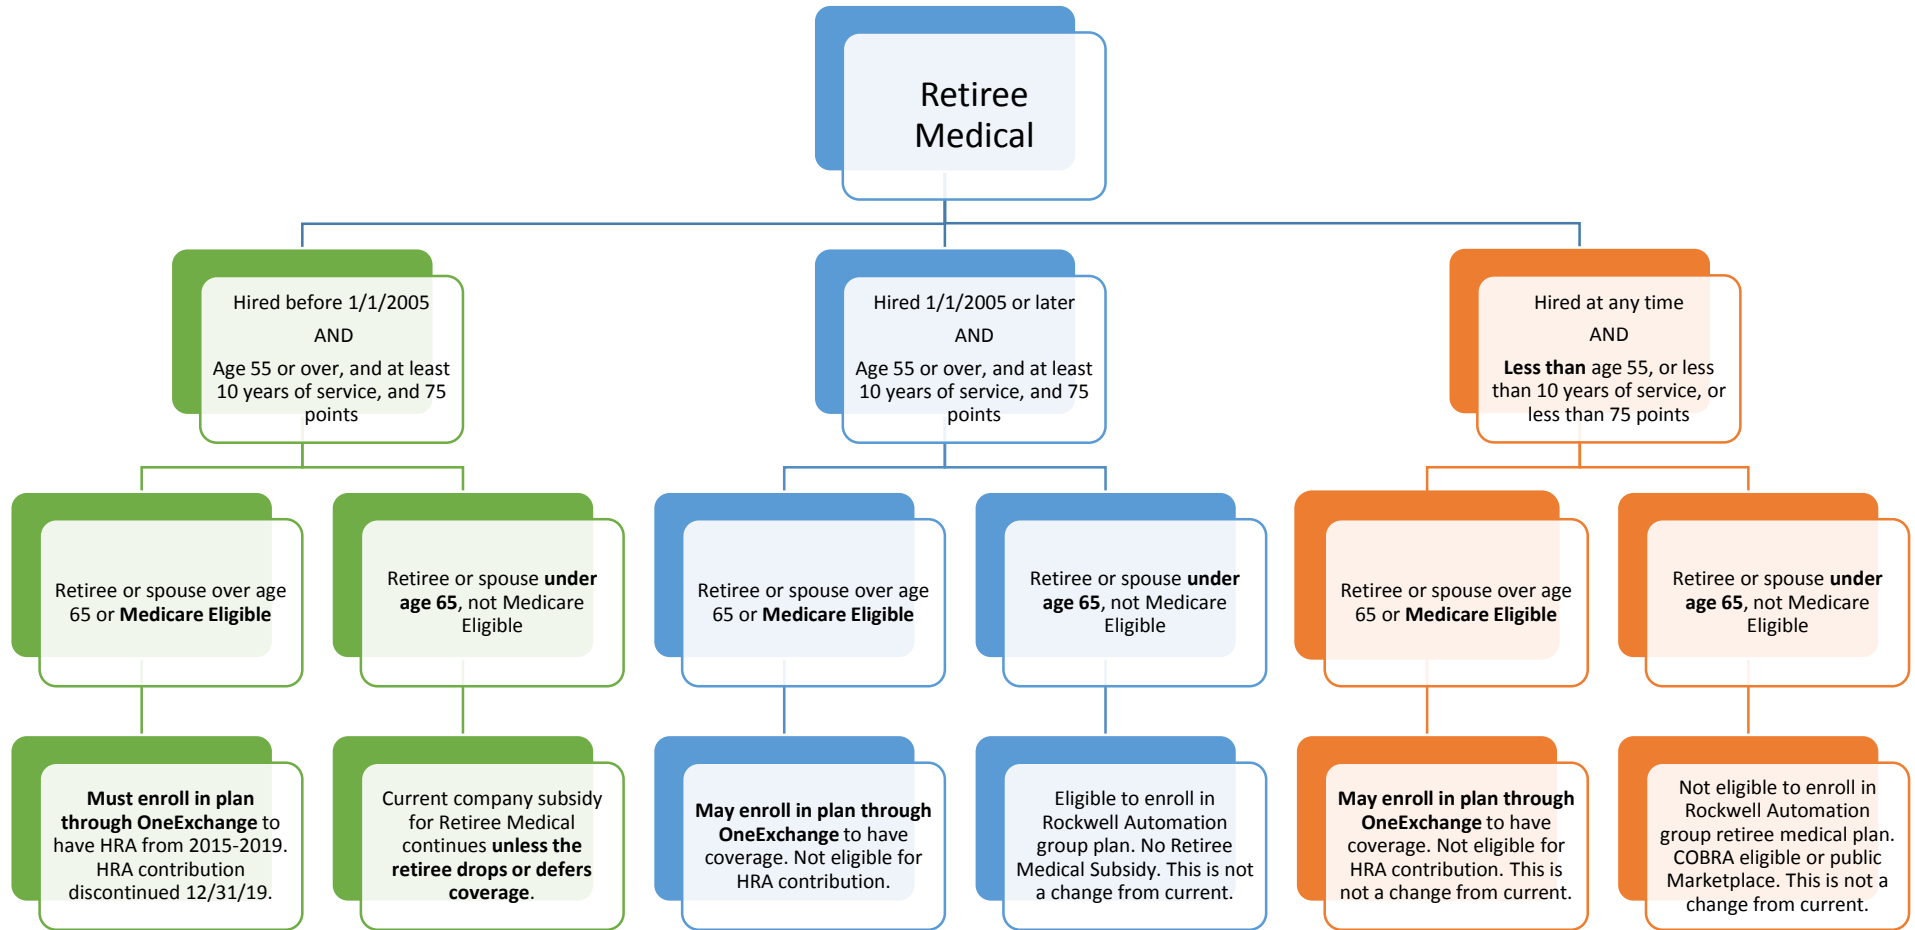 Retiree
Medical
Hired before 1/1/2005
AND
Age 55 or over, and at least
10 years of service, and 75
points
Hired 1/1/2005 or later
AND
Age 55 or over, and at least
10 years of service, and 75
points
Hired at any time
AND
Less than age 55, or less
than 10 years of service, or
less than 75 points
Retiree or spouse over age
65 or Medicare Eligible
Retiree or spouse under
age 65, not Medicare
Eligible
Retiree or spouse over age
65 or Medicare Eligible
Retiree or spouse under
age 65, not Medicare
Eligible
Retiree or spouse over age
65 or Medicare Eligible
Retiree or spouse under
age 65, not Medicare
Eligible
Must enroll in plan
through OneExchange to
have HRA from 2015-2019.
HRA contribution
discontinued 12/31/19.
Current company subsidy
for Retiree Medical
continues unless the
retiree drops or defers
coverage.
May enroll in plan through
OneExchange to have
coverage. Not eligible for
HRA contribution.
Eligible to enroll in
Rockwell Automation
group plan. No Retiree
Medical Subsidy. This is not
a change from current.
May enroll in plan through
OneExchange to have
coverage. Not eligible for
HRA contribution. This is
not a change from current.
Not eligible to enroll in
Rockwell Automation
group retiree medical plan.
COBRA eligible or public
Marketplace. This is not a
change from current.